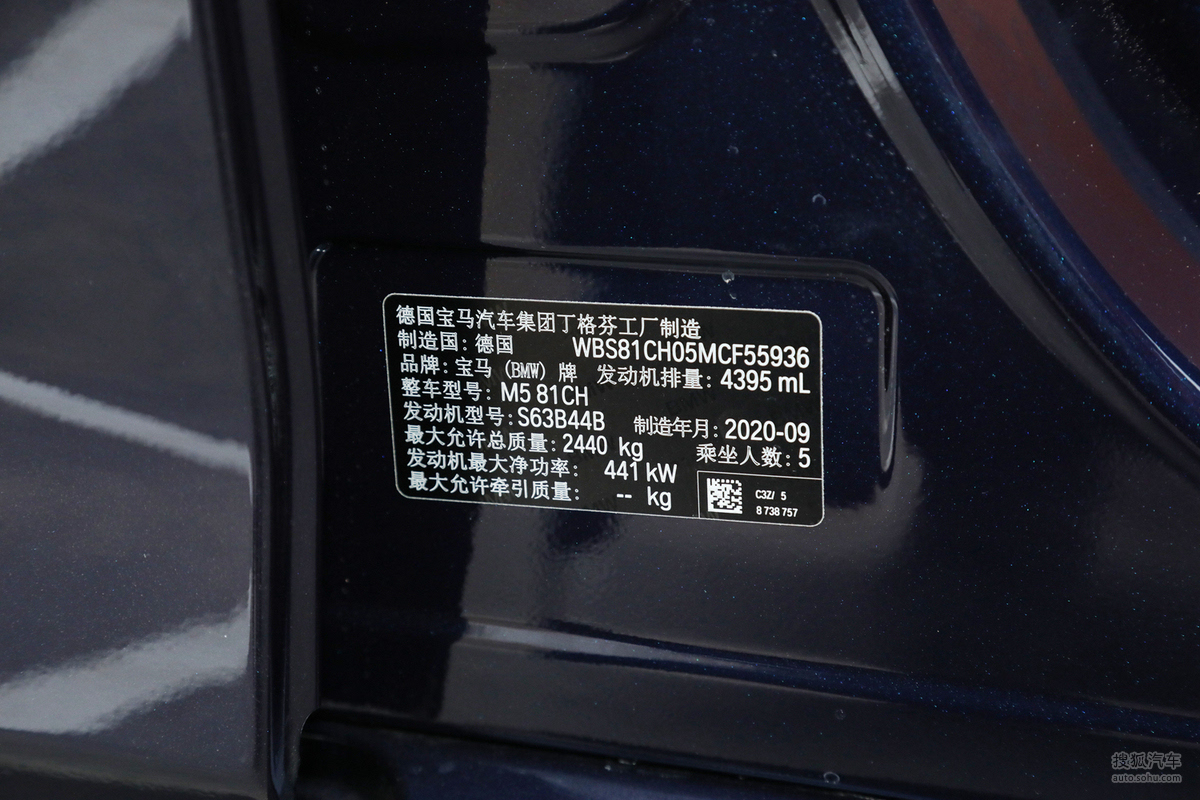 德国宝马汽车集团丁格芬工厂制造
制造国：德国 WBS81CH05MCF55936
品牌：宝马 (BMW) 牌 发动机排量：4395 mL
整车型号：M5 81CH
发动机型号：S63B44B 制造年月：2020-09
最大允许总质量：2440 kg 乘坐人数：5
发动机最大净功率： 441 kW
最大允许牵引质量： -- kg
C3Z/ 5
8 738 757
搜狐汽车
auto.sohu.com